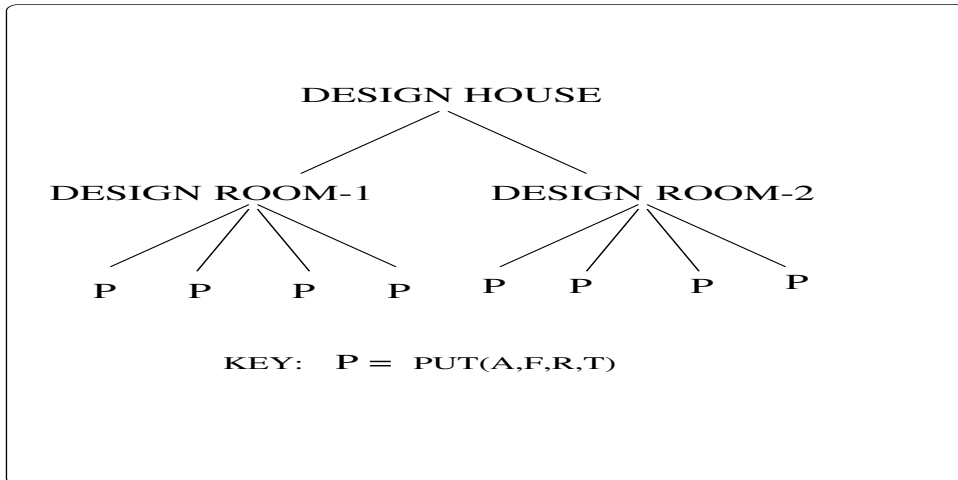 DESIGN HOUSE
DESIGN ROOM-1 DESIGN ROOM-2
P P P P P P P P
KEY: P = PUT(A,F,R,T)